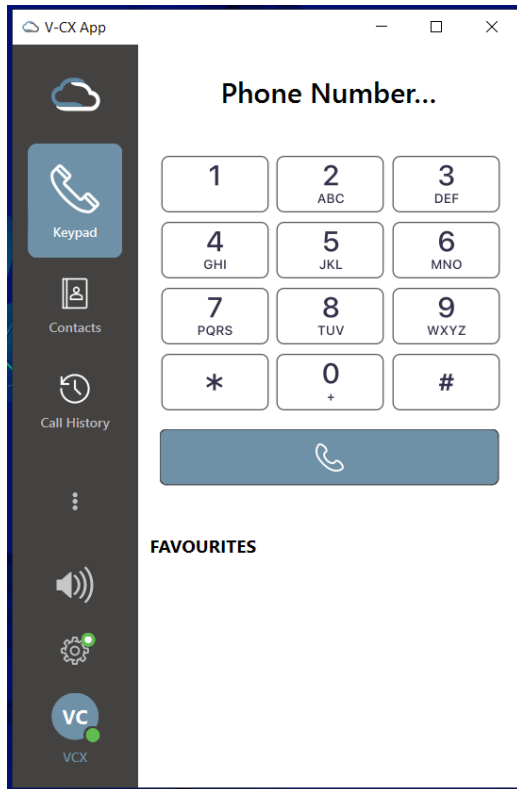 V-CX App
Phone Number...
1
2
ABC
3
DEF
4
GHI
5
JKL
6
MNO
7
PQRS
8
TUV
9
WXYZ
*
0
+
#
Keypad
Contacts
Call History
FAVOURITES
VC
VCX